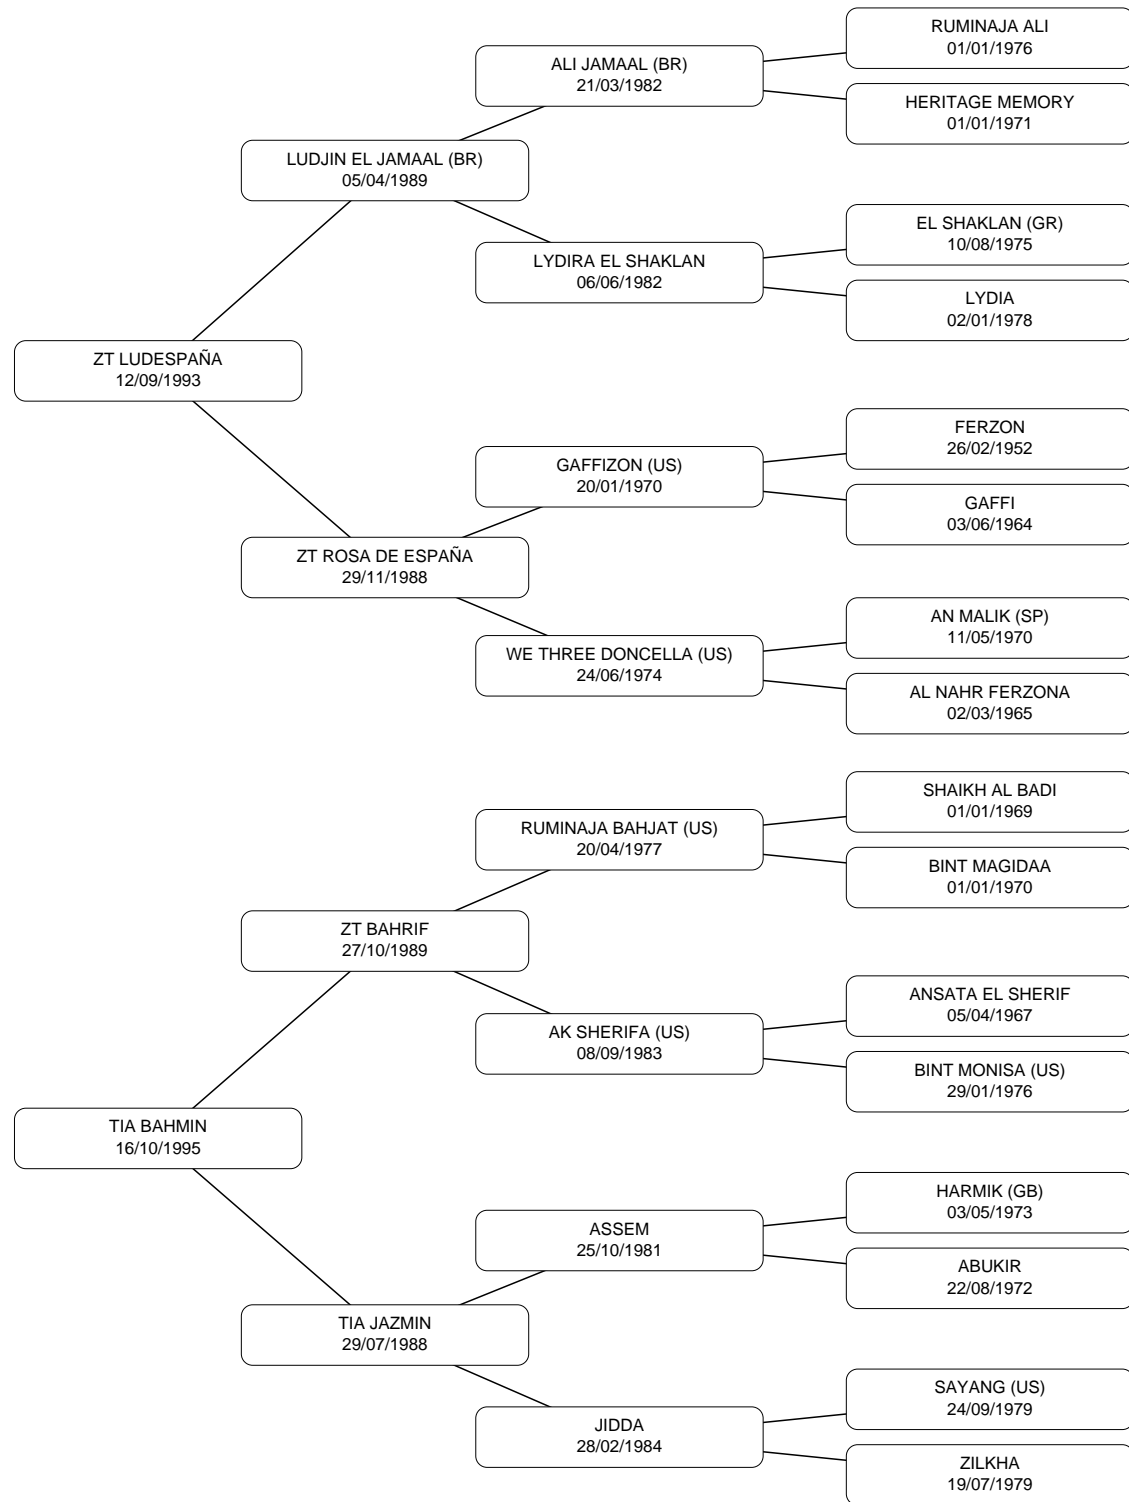 RUMINAJA ALI
01/01/1976
ALI JAMAAL (BR)
21/03/1982
HERITAGE MEMORY
01/01/1971
LUDJIN EL JAMAAL (BR)
05/04/1989
EL SHAKLAN (GR)
10/08/1975
LYDIRA EL SHAKLAN
06/06/1982
LYDIA
02/01/1978
ZT LUDESPAÑA
12/09/1993
FERZON
26/02/1952
GAFFIZON (US)
20/01/1970
GAFFI
03/06/1964
ZT ROSA DE ESPAÑA
29/11/1988
AN MALIK (SP)
11/05/1970
WE THREE DONCELLA (US)
24/06/1974
AL NAHR FERZONA
02/03/1965
SHAIKH AL BADI
01/01/1969
RUMINAJA BAHJAT (US)
20/04/1977
BINT MAGIDAA
01/01/1970
ZT BAHRIF
27/10/1989
ANSATA EL SHERIF
05/04/1967
AK SHERIFA (US)
08/09/1983
BINT MONISA (US)
29/01/1976
TIA BAHMIN
16/10/1995
HARMIK (GB)
03/05/1973
ASSEM
25/10/1981
ABUKIR
22/08/1972
TIA JAZMIN
29/07/1988
SAYANG (US)
24/09/1979
JIDDA
28/02/1984
ZILKHA
19/07/1979